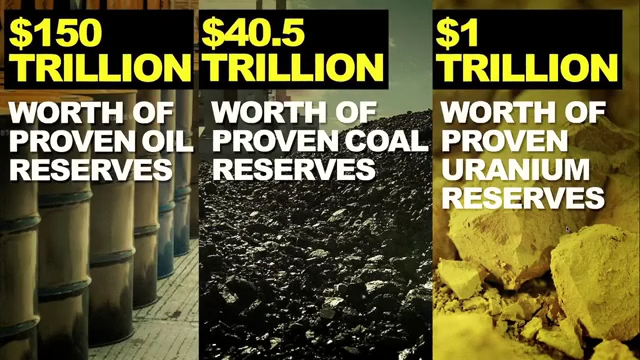 $150
TRILLION
WORTH OF
PROVEN OIL
RESERVES
$40.5
TRILLION
WORTH OF
PROVEN COAL
RESERVES
$1
TRILLION
WORTH OF
PROVEN
URANIUM
RESERVES